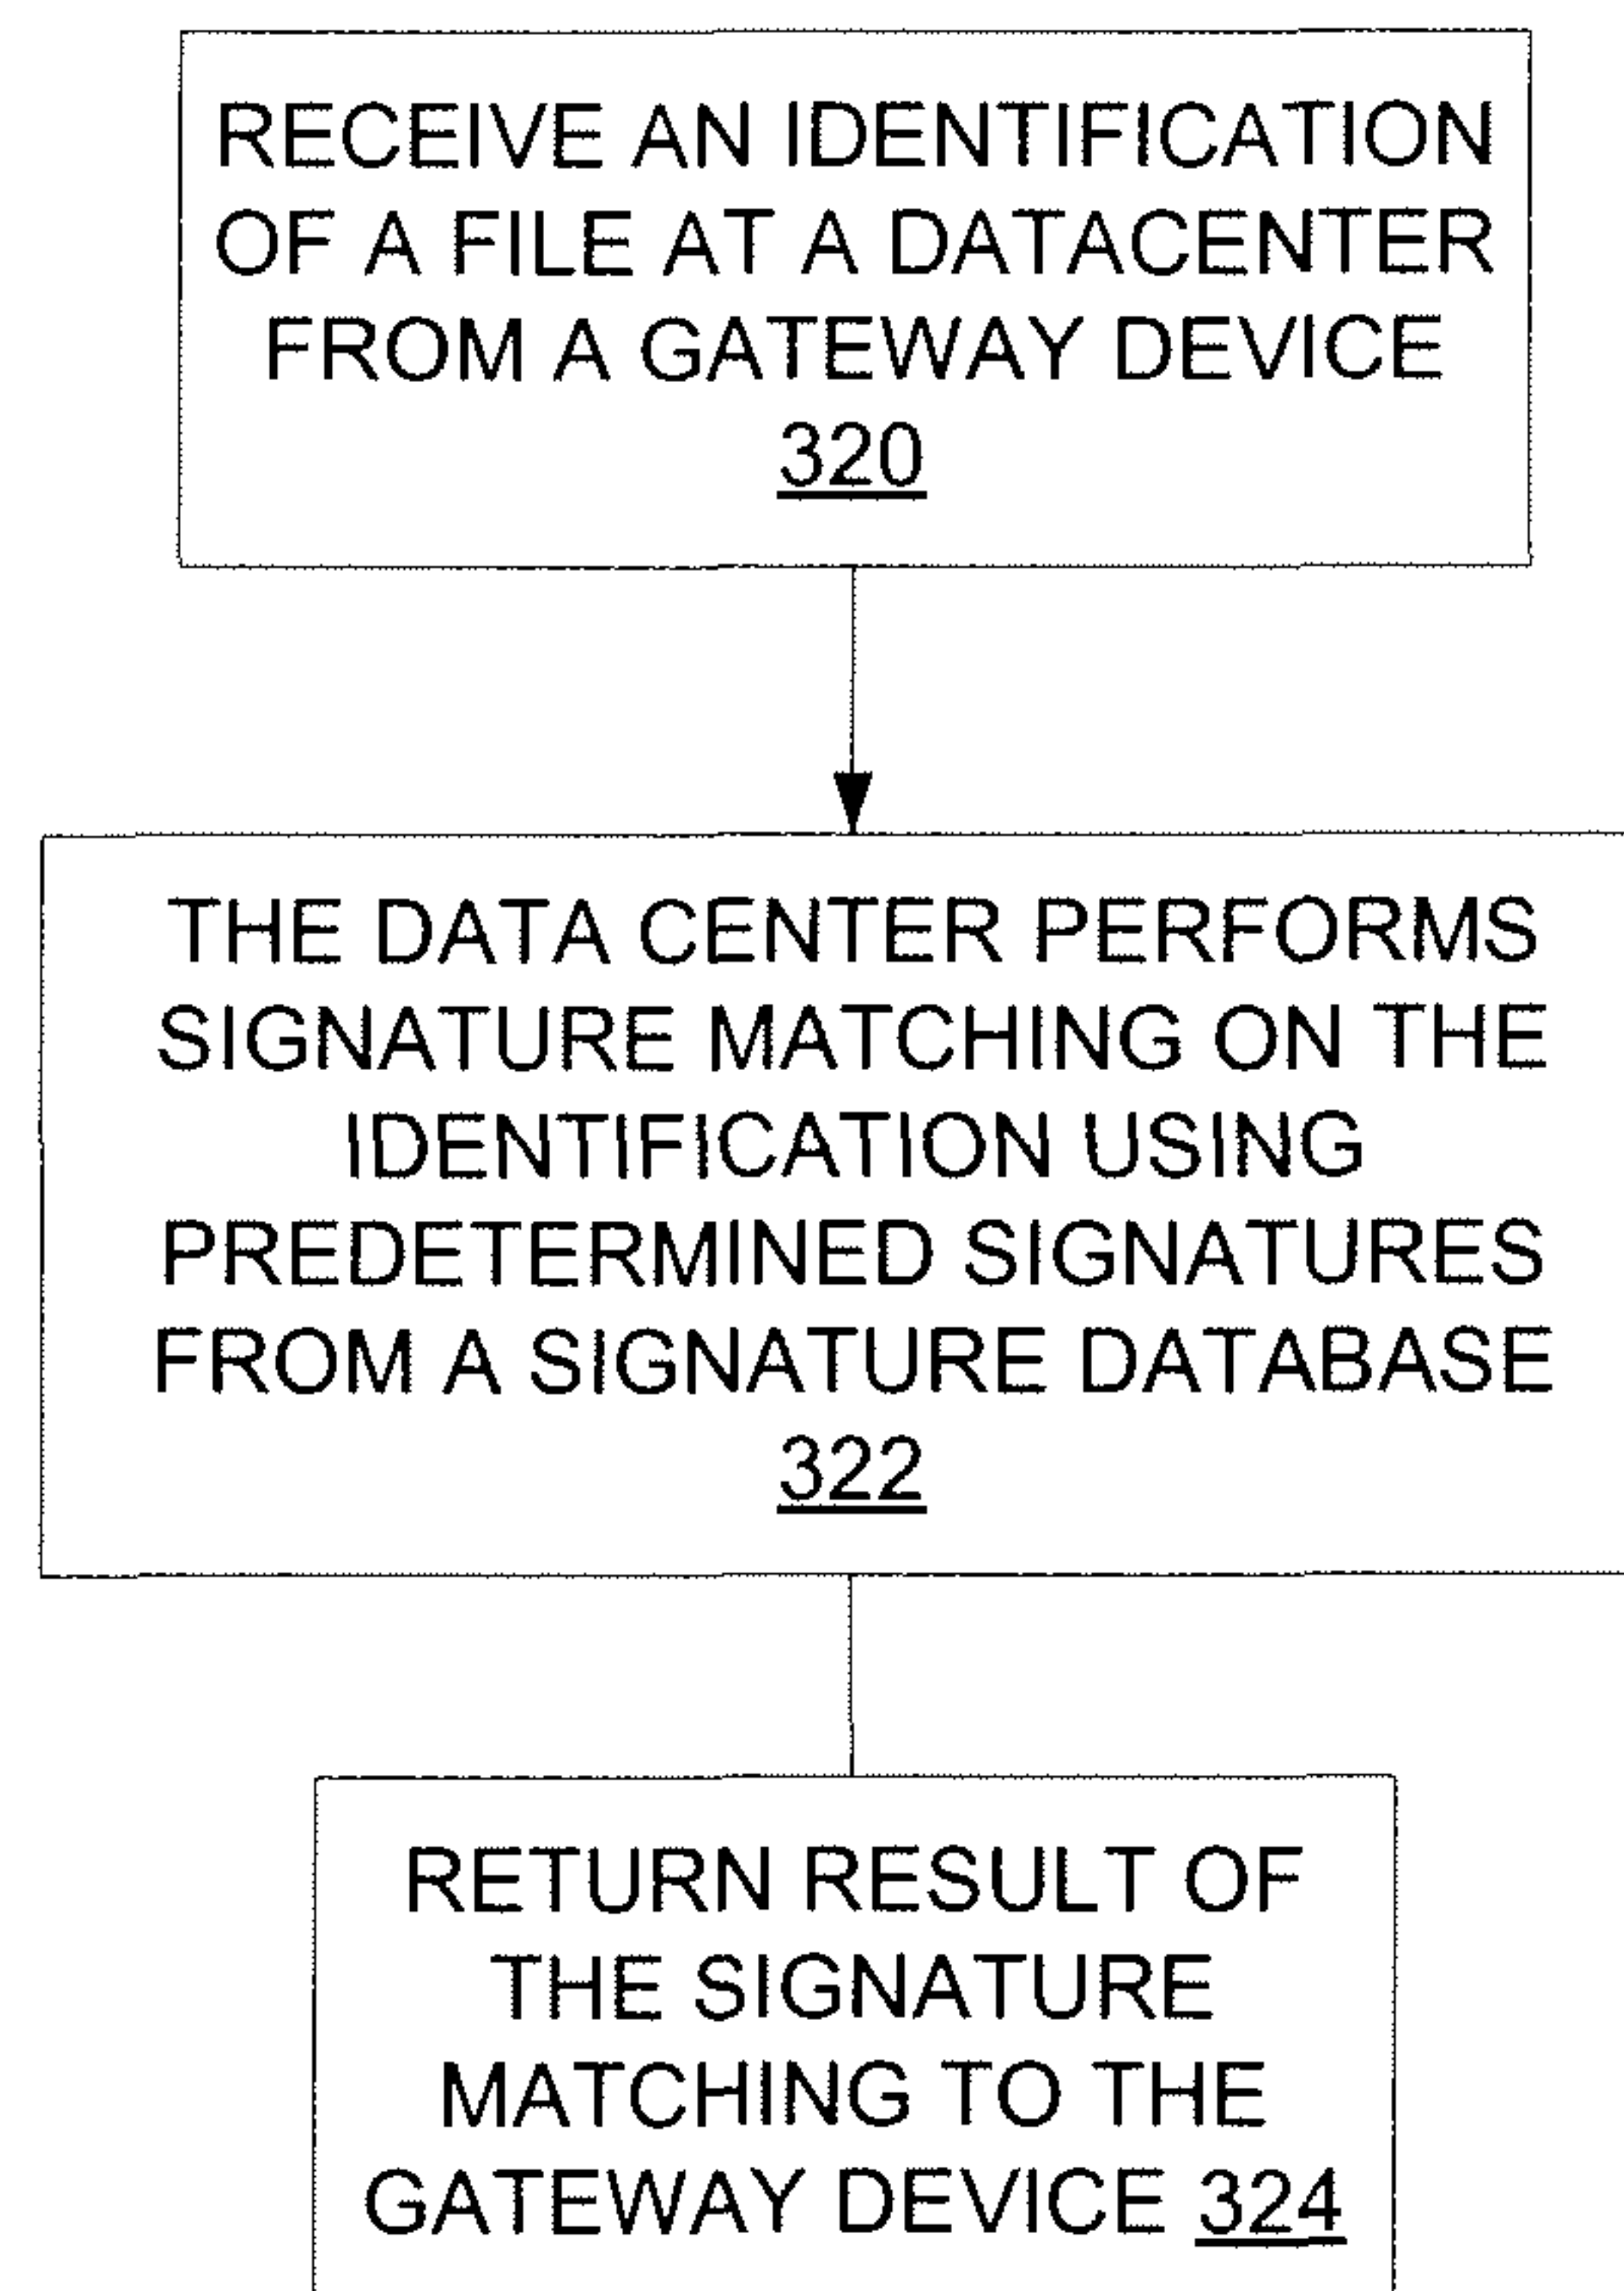 RECEIVE AN IDENTIFICATION
OF A FILE AT A DATACENTER
FROM A GATEWAY DEVICE
320
THE DATA CENTER PERFORMS
SIGNATURE MATCHING ON THE
IDENTIFICATION USING
PREDETERMINED SIGNATURES
FROM A SIGNATURE DATABASE
322
RETURN RESULT OF
THE SIGNATURE
MATCHING TO THE
GATEWAY DEVICE 324